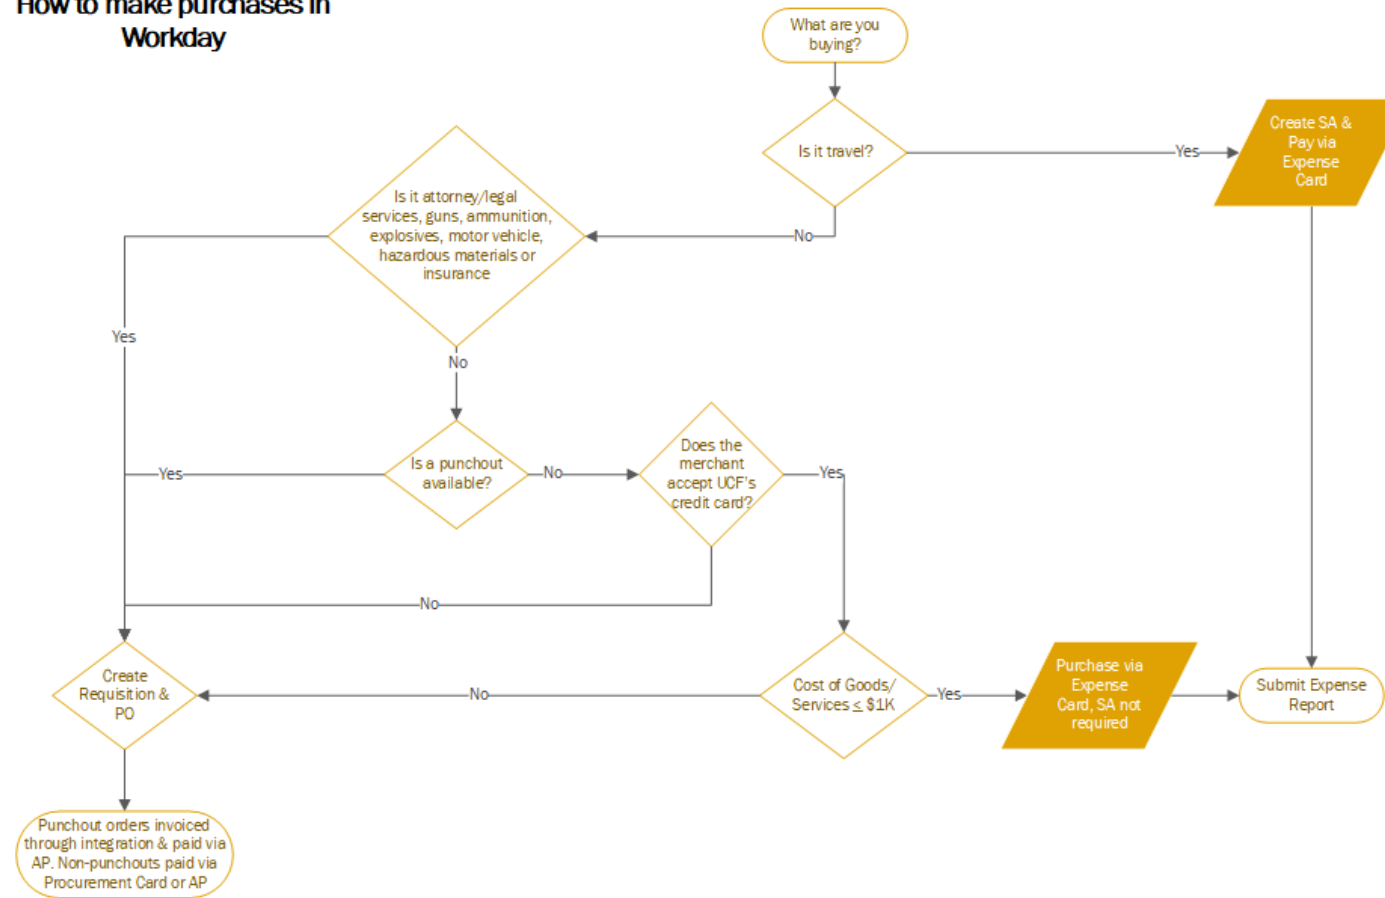 How to make purchases in
Workday
What are you
buying?
Is it travel?
Yes
Create SA &
Pay via
Expense
Card
No
Is it attorney/legal
services, guns, ammunition,
explosives, motor vehicle,
hazardous materials or
insurance
Yes
No
Is a punchout
available?
Yes
No
Does the
merchant
accept UCF's
credit card?
Yes
No
Create
Requisition &
PO
No
Cost of Goods/
Services ≤ $1K
Yes
Purchase via
Expense
Card, SA not
required
Submit Expense
Report
Punchout orders invoiced
through integration & paid via
AP. Non-punchouts paid via
Procurement Card or AP